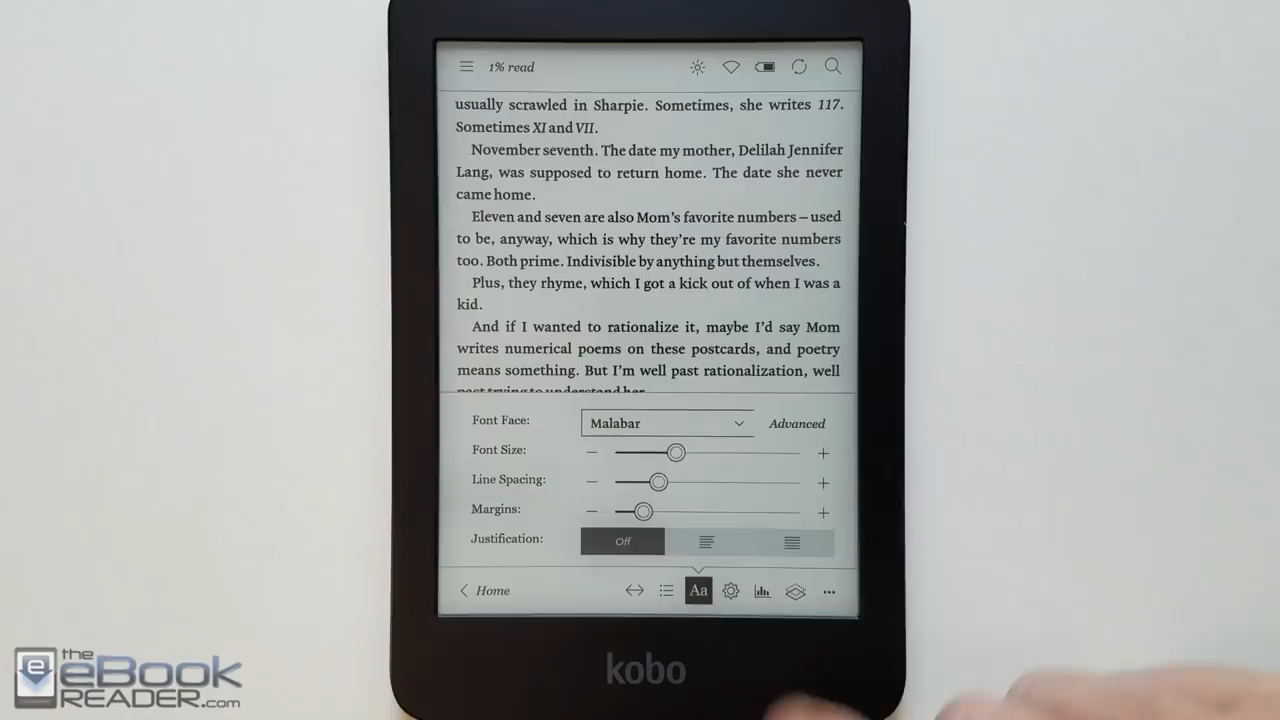 1% read
usually scrawled in Sharpie. Sometimes, she writes 117.
Sometimes XI and VII.
November seventh. The date my mother, Delilah Jennifer
Lang, was supposed to return home. The date she never
came home.
Eleven and seven are also Mom's favorite numbers – used
to be, anyway, which is why they're my favorite numbers
too. Both prime. Indivisible by anything but themselves.
Plus, they rhyme, which I got a kick out of when I was a
kid.
And if I wanted to rationalize it, maybe I'd say Mom
writes numerical poems on these postcards, and poetry
means something. But I'm well past rationalization, well
past trying to understand her.
Font Face: Malabar Advanced
Font Size:
Line Spacing:
Margins:
Justification: Off
Home Aa
kobo
the
eBook
READER.com